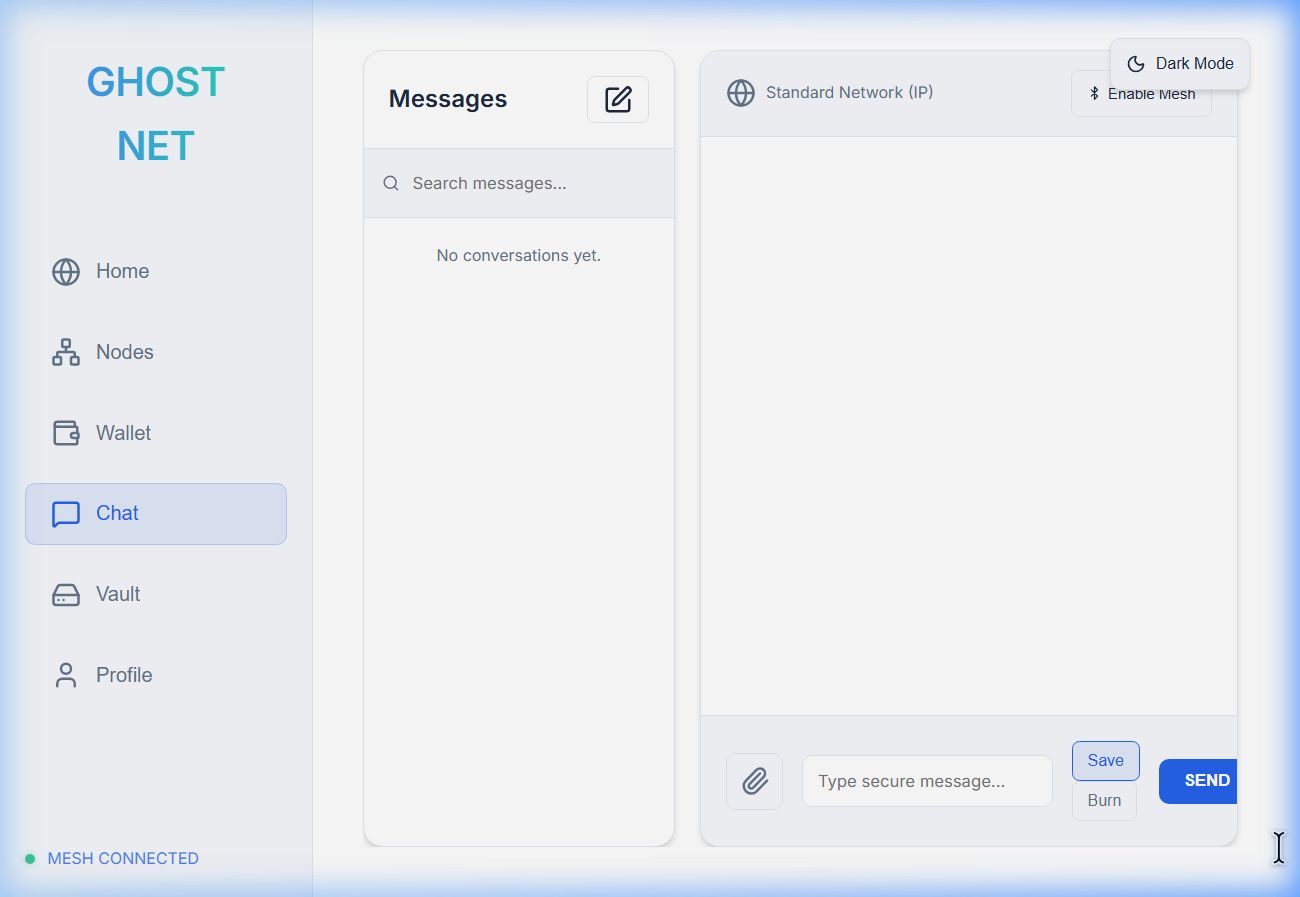 GHOST
NET
Home
Nodes
Wallet
Chat
Vault
Profile
MESH CONNECTED
Messages
Search messages...
No conversations yet.
Standard Network (IP)
Dark Mode
Enable Mesh
Type secure message...
Save
Burn
SEND